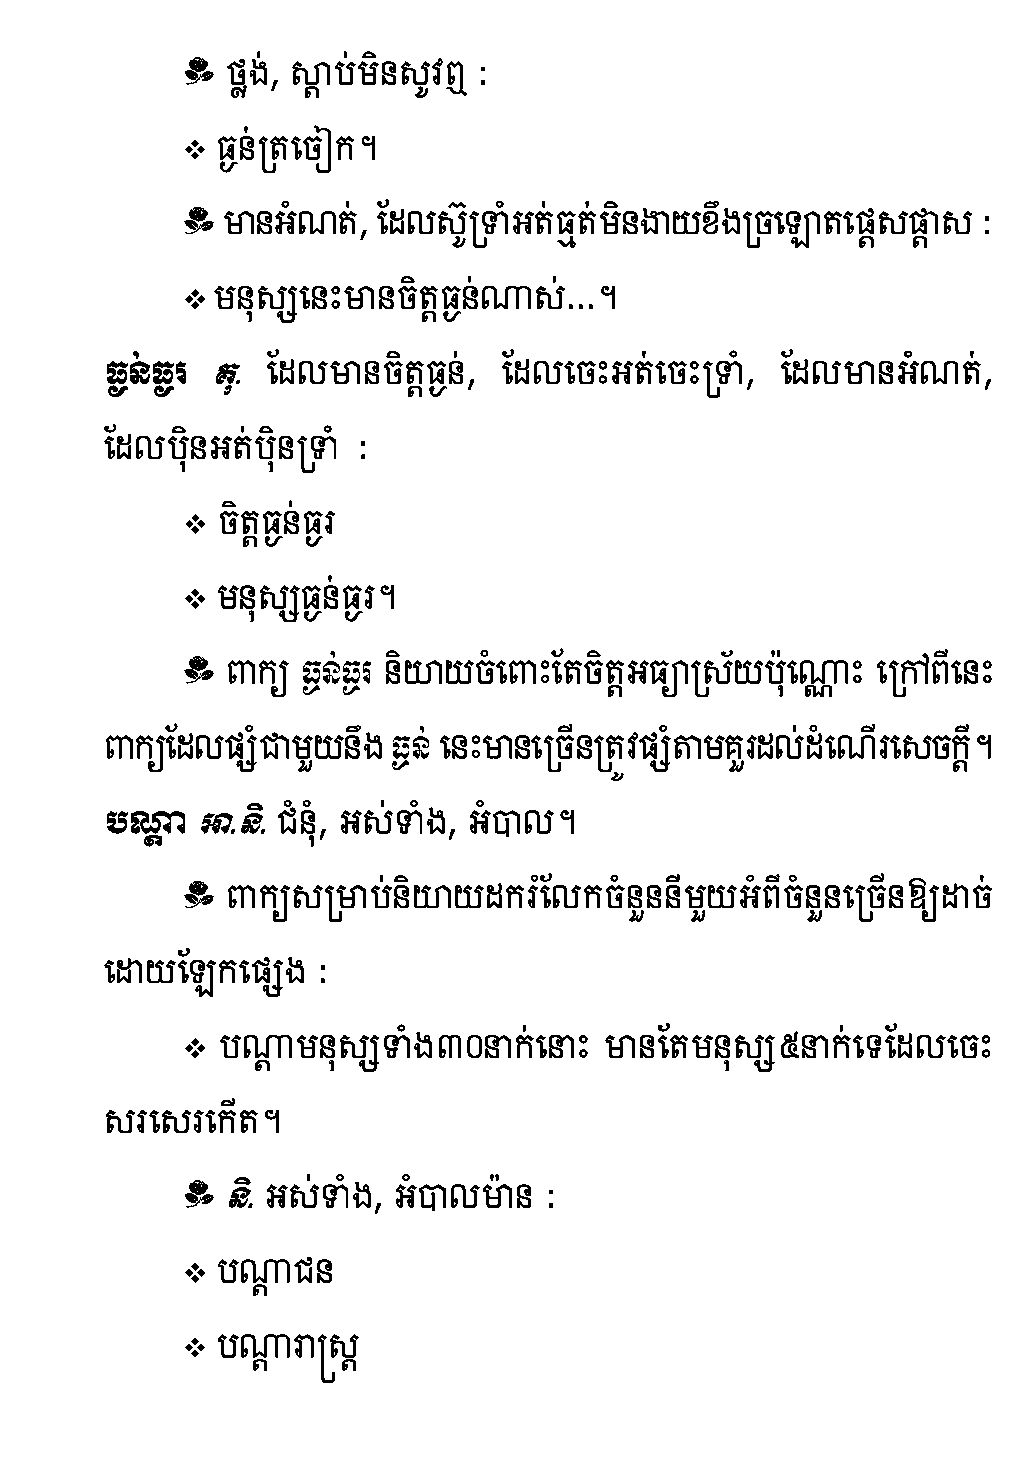 ថ្លង់, ស្ដាប់មិនសូវឮ :
❖ ធ្ងន់ត្រចៀក។
មានអំណត់, ដែលស៊ូទ្រាំអត់ធ្មត់មិនងាយខឹងច្រឡោតផ្ដេសផ្ដាស :
❖ មនុស្សនេះមានចិត្តធ្ងន់ណាស់...។
ធ្ងន់ធ្ងរ គុ. ដែលមានចិត្តធ្ងន់, ដែលចេះអត់ចេះទ្រាំ, ដែលមានអំណត់,
ដែលប៉ិនអត់ប៉ិនទ្រាំ :
❖ ចិត្តធ្ងន់ធ្ងរ
❖ មនុស្សធ្ងន់ធ្ងរ។
ពាក្យ ធ្ងន់ធ្ងរ និយាយចំពោះតែចិត្តអធ្យាស្រ័យប៉ុណ្ណោះ ក្រៅពីនេះ
ពាក្យដែលផ្សំជាមួយនឹង ធ្ងន់ នេះមានច្រើនត្រូវផ្សំតាមគួរដល់ដំណើរសេចក្ដី។
បណ្ដា អា.និ. ជំនុំ, អស់ទាំង, អំបាល។
ពាក្យសម្រាប់និយាយដករំលែកចំនួននីមួយអំពីចំនួនច្រើនឱ្យដាច់
ដោយឡែកផ្សេង :
❖ បណ្ដាមនុស្សទាំង៣០នាក់នោះ មានតែមនុស្ស៥នាក់ទេដែលចេះ
សរសេរកើត។
និ. អស់ទាំង, អំបាលម៉ាន :
❖ បណ្ដាជន
❖ បណ្ដារាស្ត្រ